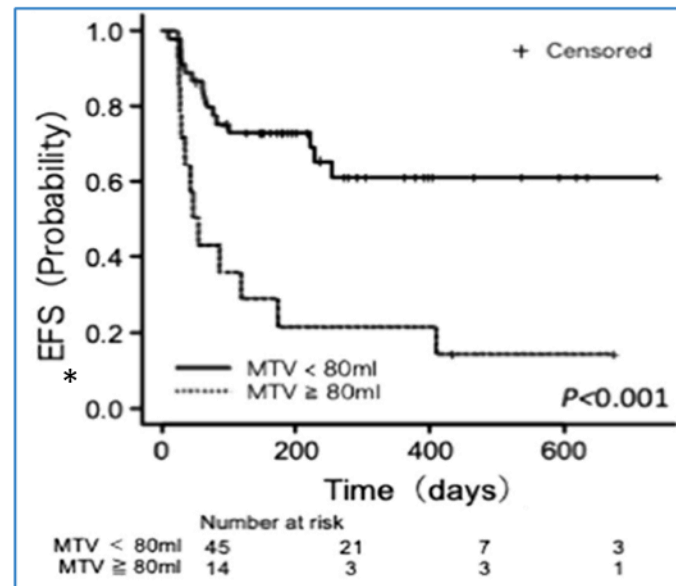 1.0
0.8
0.6
0.4
0.2
0.0
EFS (Probability)
*
+ Censored
MTV < 80ml
MTV ≧ 80ml
P<0.001
0 200 400 600
Time (days)
Number at risk
MTV < 80ml 45 21 7 3
MTV ≧ 80ml 14 3 3 1